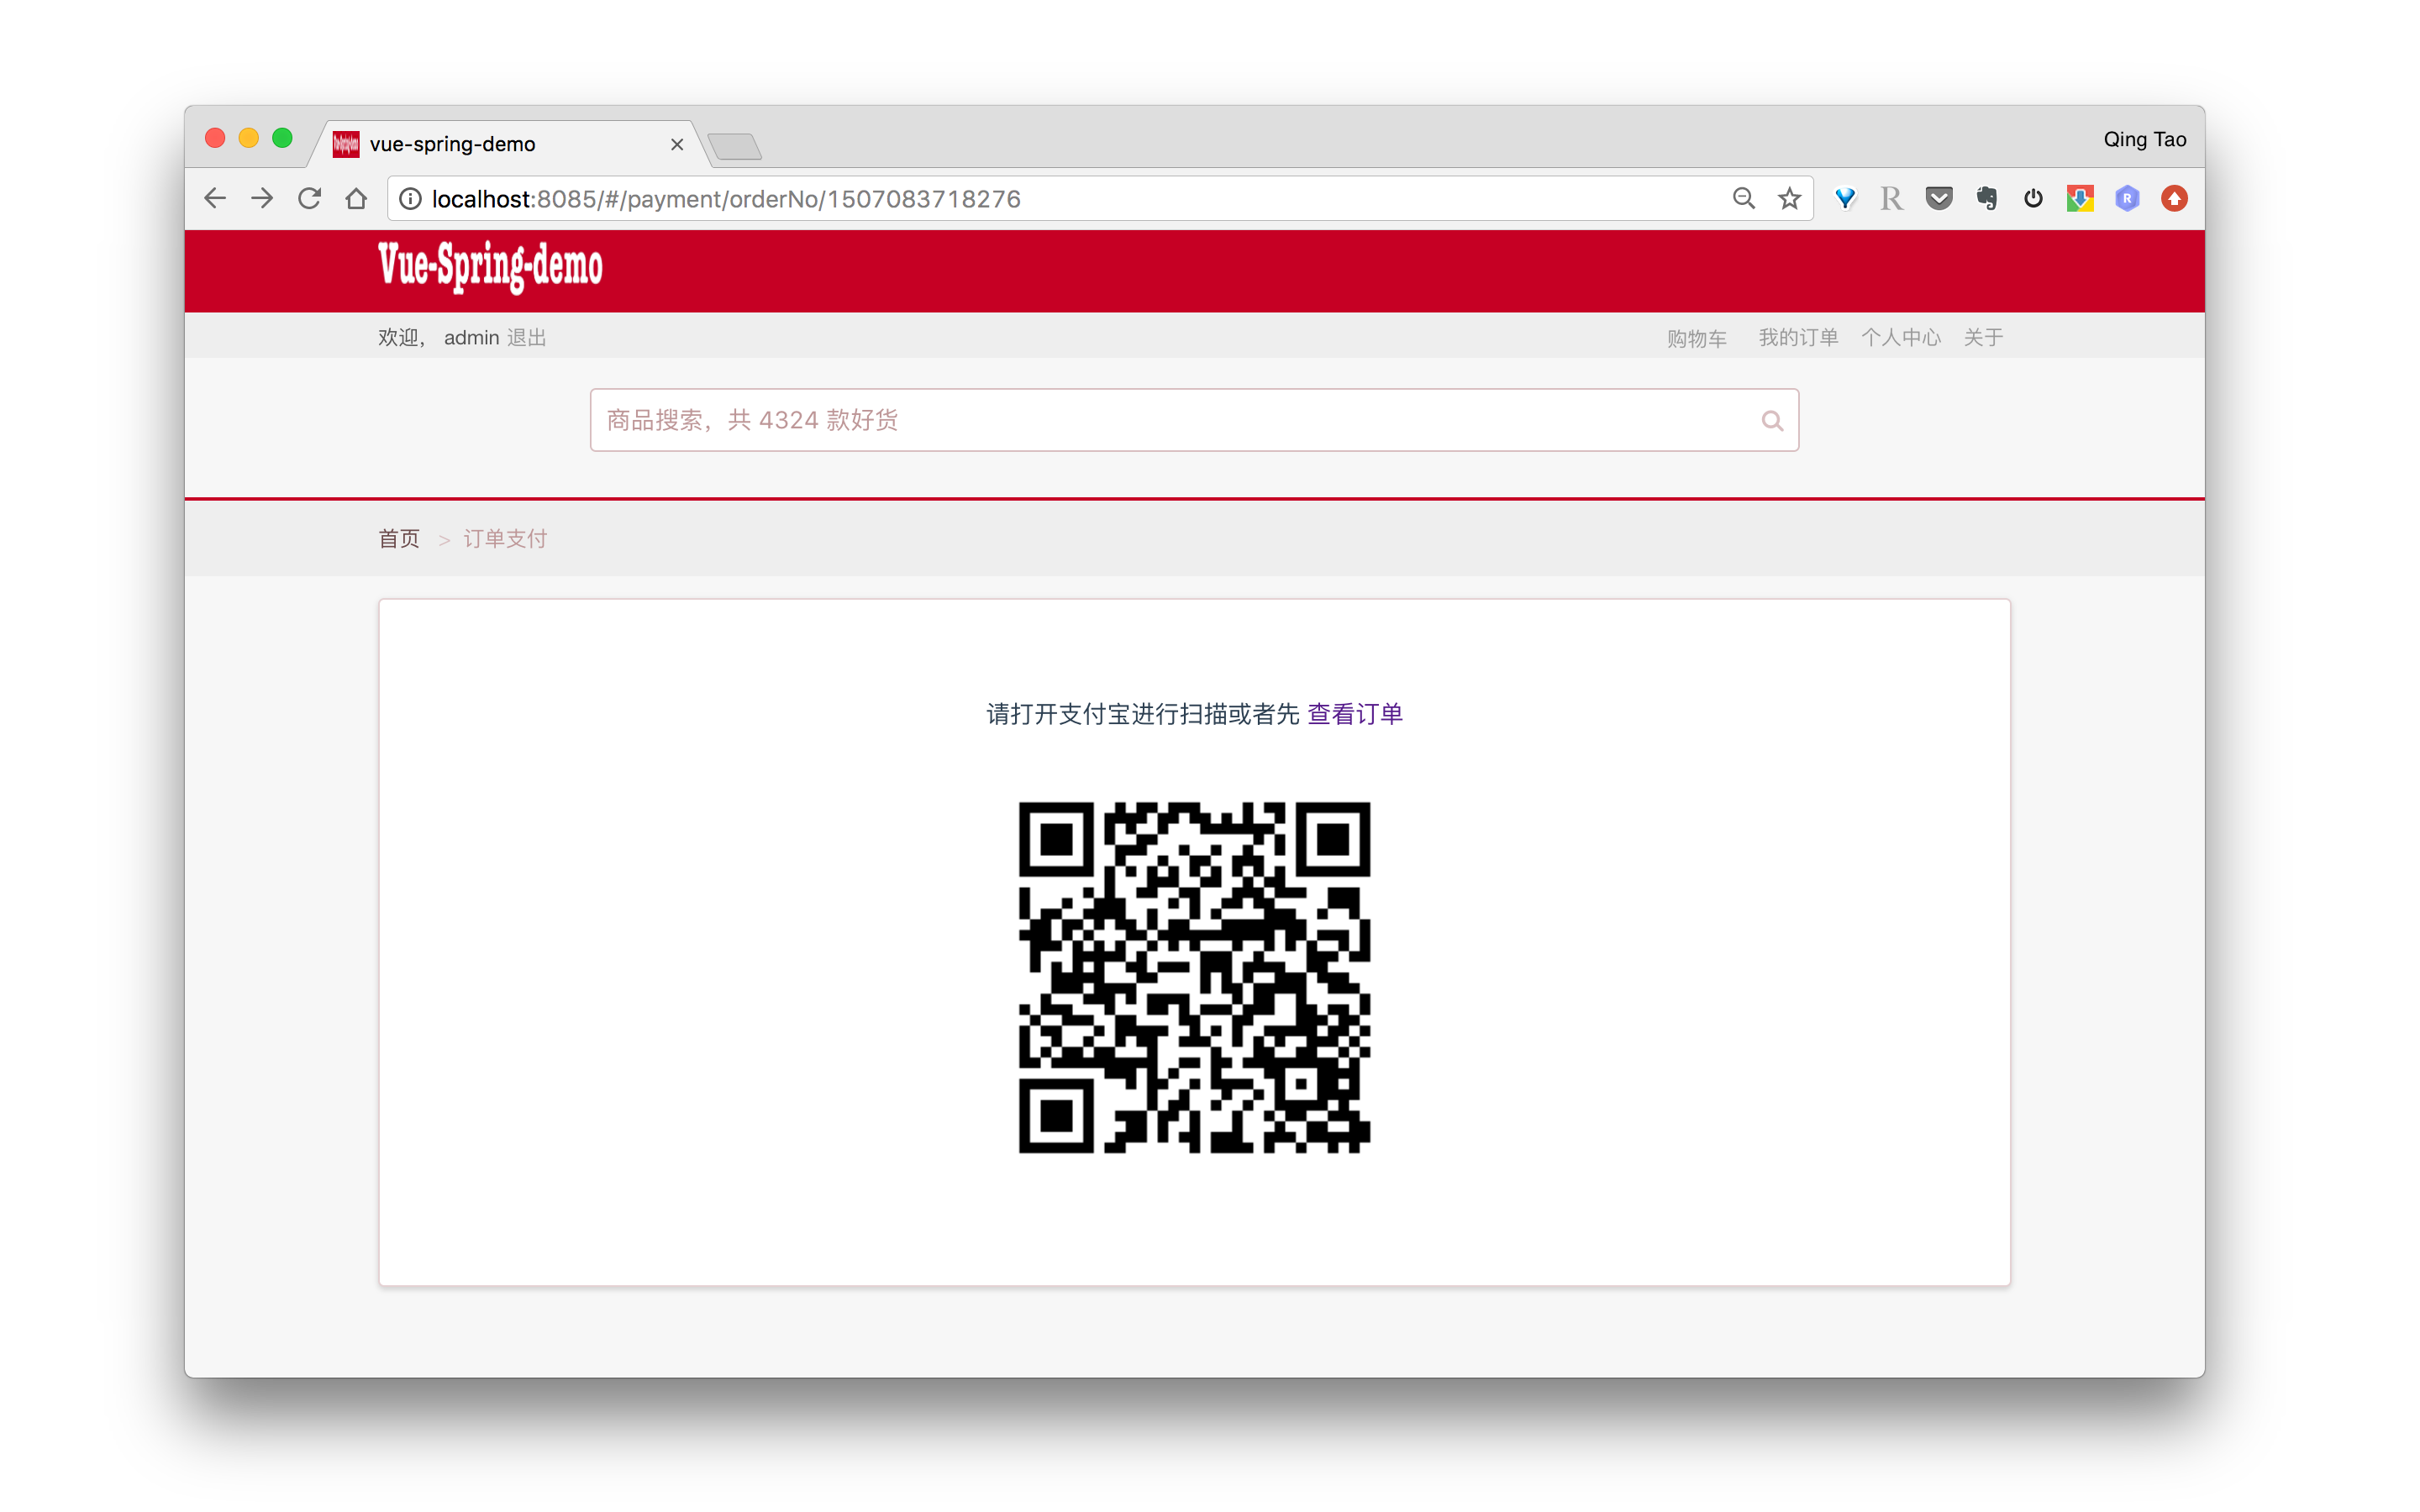 vue-spring-demo
Qing Tao
localhost:8085/#/payment/orderNo/1507083718276
Vue-Spring-demo
欢迎， admin 退出
购物车 我的订单 个人中心 关于
商品搜索，共 4324 款好货
首页 > 订单支付
请打开支付宝进行扫描或者先 查看订单